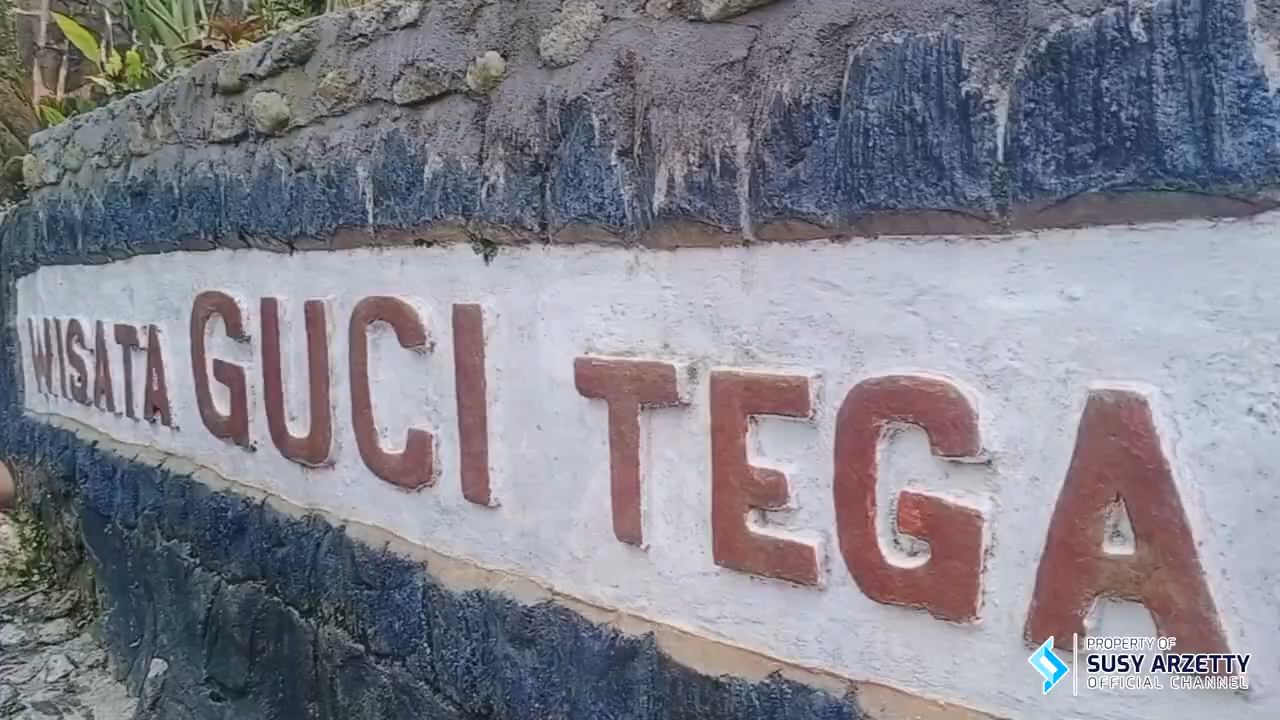 WISATA GUCI TEGA
PROPERTY OF
SUSY ARZETTY
OFFICIAL CHANNEL